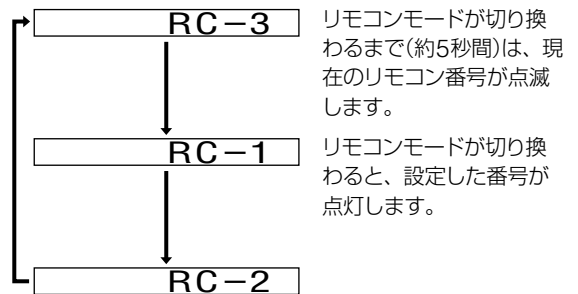 RC−3
リモコンモードが切り換
わるまで(約5秒間)は、現
在のリモコン番号が点滅
します。
RC−1
リモコンモードが切り換
わると、設定した番号が
点灯します。
RC−2